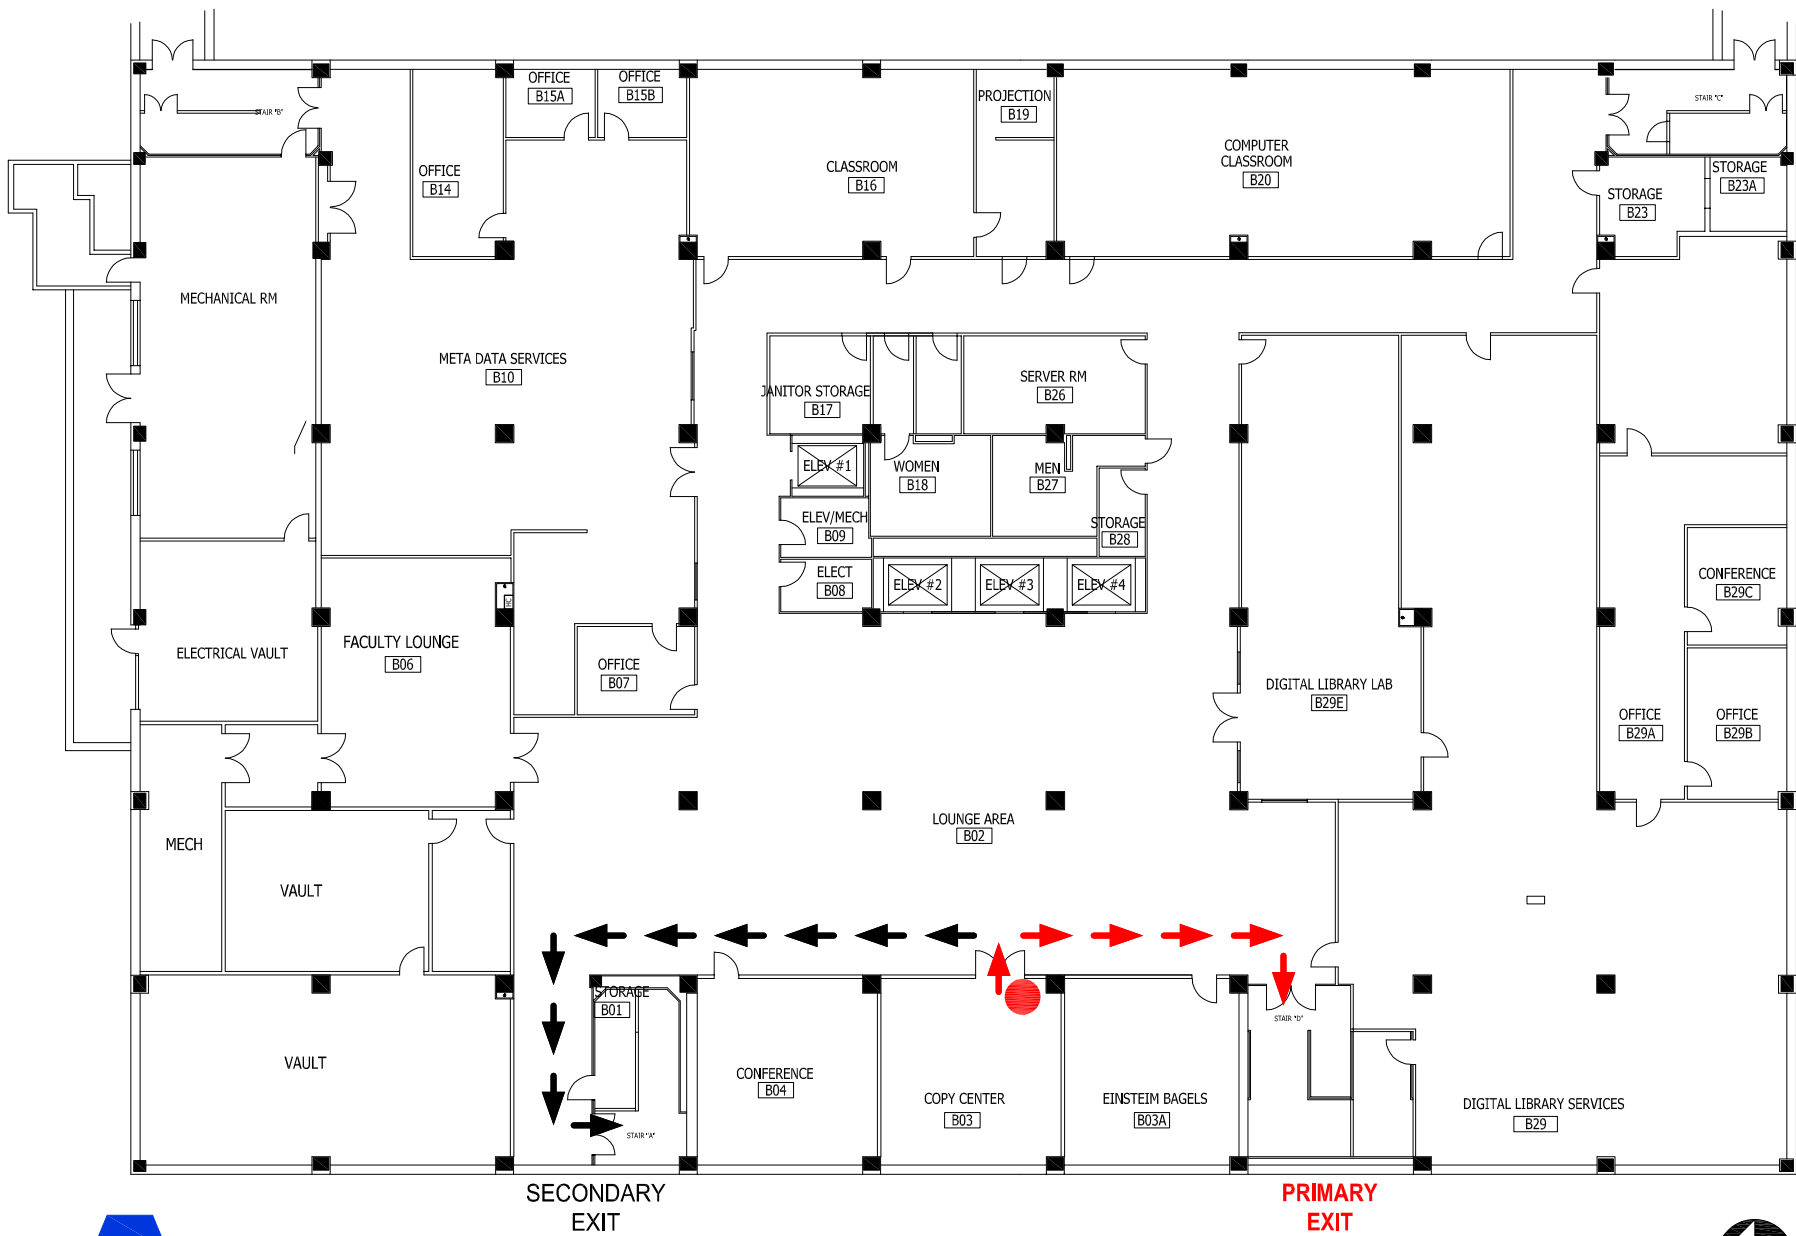 OFFICE
B15A
OFFICE
B15B
STAIR "B"
PROJECTION
B19
STAIR "C"
OFFICE
B14
CLASSROOM
B16
COMPUTER
CLASSROOM
B20
STORAGE
B23
STORAGE
B23A
MECHANICAL RM
META DATA SERVICES
B10
JANITOR STORAGE
B17
SERVER RM
B26
ELEV #1
WOMEN
B18
MEN
B27
ELEV/MECH
B09
STORAGE
B28
ELECT
B08
ELEV #2
ELEV #3
ELEV #4
CONFERENCE
B29C
HC
FACULTY LOUNGE
B06
ELECTRICAL VAULT
OFFICE
B07
DIGITAL LIBRARY LAB
B29E
OFFICE
B29A
OFFICE
B29B
MECH
LOUNGE AREA
B02
VAULT
STORAGE
B01
STAIR "D"
VAULT
CONFERENCE
B04
COPY CENTER
B03
EINSTEIM BAGELS
B03A
DIGITAL LIBRARY SERVICES
B29
STAIR "A"
SECONDARY
EXIT
PRIMARY
EXIT